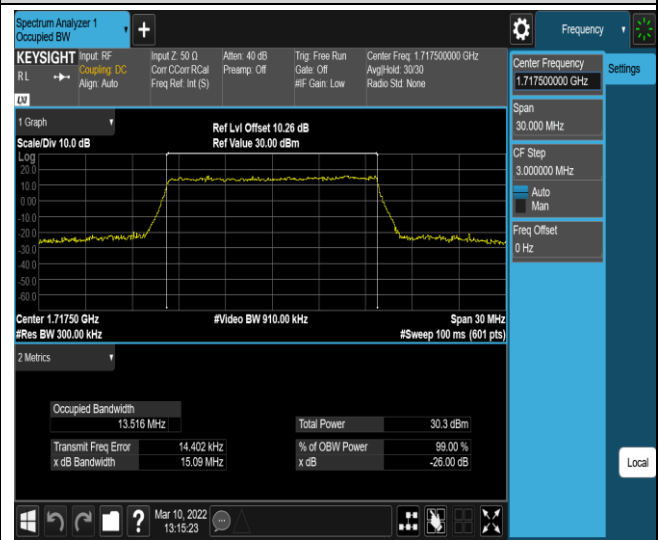 Spectrum Analyzer 1
Occupied BW
+
Frequency
KEYSIGHT Input: RF Input Z: 50 Ω Atten: 40 dB Trig: Free Run Center Freq: 1.717500000 GHz
RL Coupling: DC Corr CCorr RCal Preamp: Off Gate: Off Avg|Hold: 30/30
Align: Auto Freq Ref: Int (S) #IF Gain: Low Radio Std: None
LXI
Center Frequency
1.717500000 GHz
Settings
Span
30.000 MHz
CF Step
3.000000 MHz
Auto
Man
Freq Offset
0 Hz
1 Graph
Ref Lvl Offset 10.26 dB
Scale/Div 10.0 dB Ref Value 30.00 dBm
Log
20.0
10.0
0.00
-10.0
-20.0
-30.0
-40.0
-50.0
-60.0
Center 1.71750 GHz #Video BW 910.00 kHz Span 30 MHz
#Res BW 300.00 kHz #Sweep 100 ms (601 pts)
2 Metrics
Occupied Bandwidth
13.516 MHz Total Power 30.3 dBm
Transmit Freq Error 14.402 kHz % of OBW Power 99.00 %
x dB Bandwidth 15.09 MHz x dB -26.00 dB
Local
? Mar 10, 2022
13:15:23